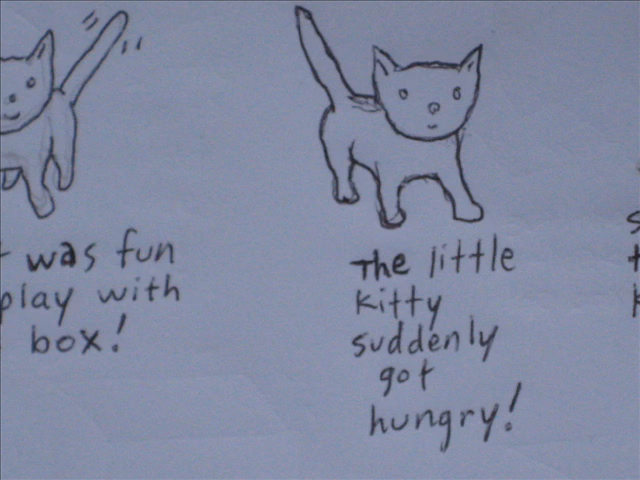 was fun
play with
box!
The little
kitty
suddenly
got
hungry!